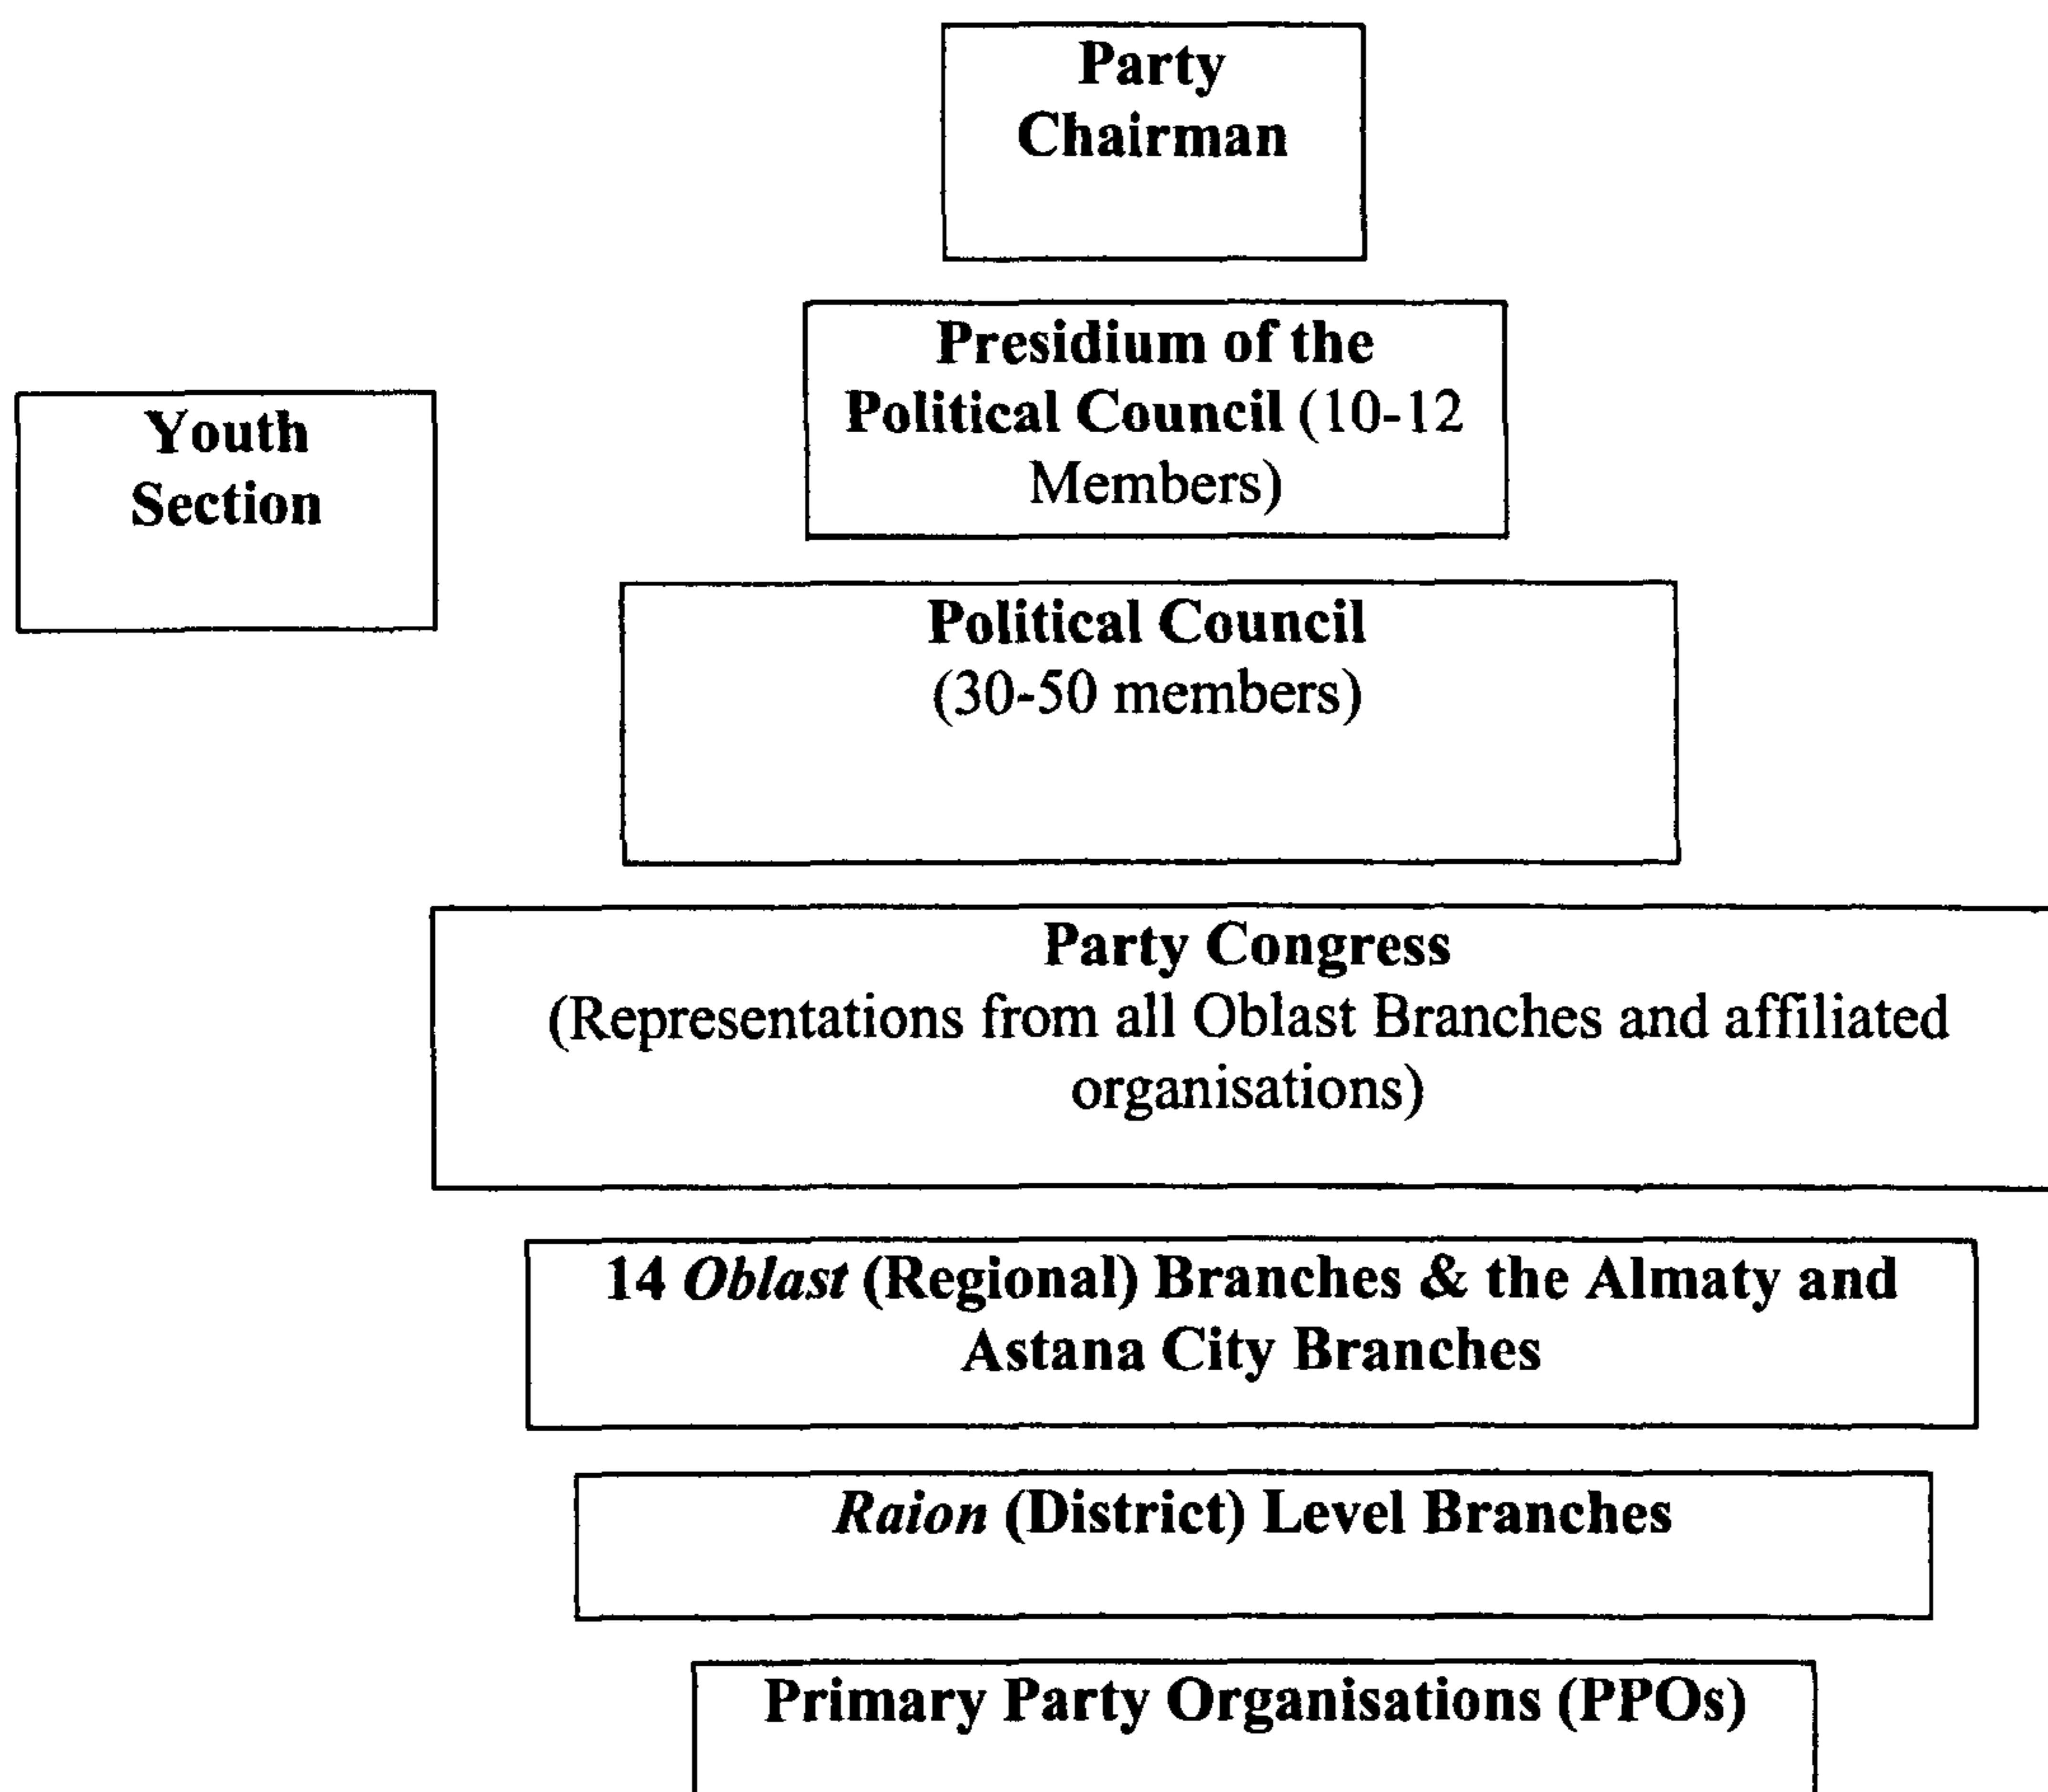 Party
Chairman
Presidium of the
Political Council (10-12
Members)
Youth
Section
Political Council
(30-50 members)
Party Congress
(Representations from all Oblast Branches and affiliated
organisations)
14 Oblast (Regional) Branches & the Almaty and
Astana City Branches
Raion (District) Level Branches
Primary Party Organisations (PPOs)